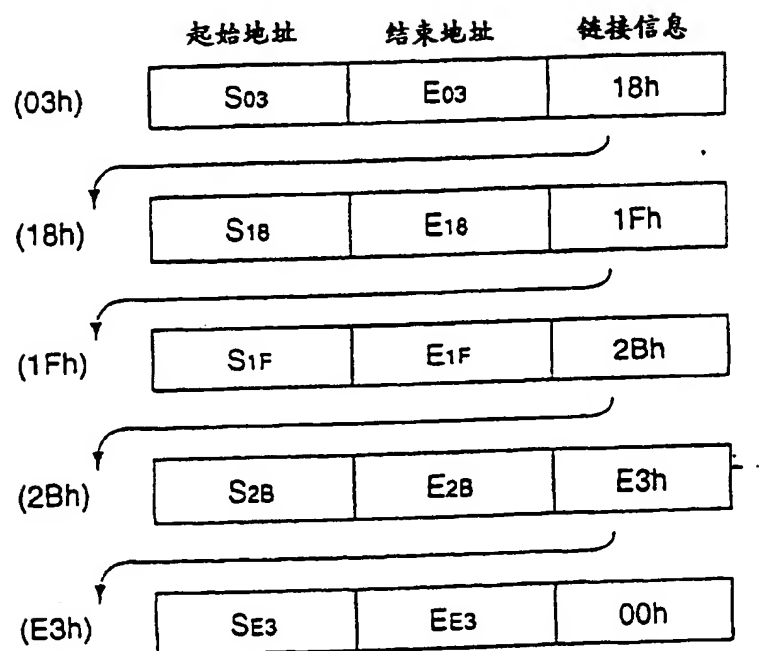 起始地址 结束地址 链接信息
(03h) S03 E03 18h
(18h) S18 E18 1Fh
(1Fh) S1F E1F 2Bh
(2Bh) S2B E2B E3h
(E3h) SE3 EE3 00h